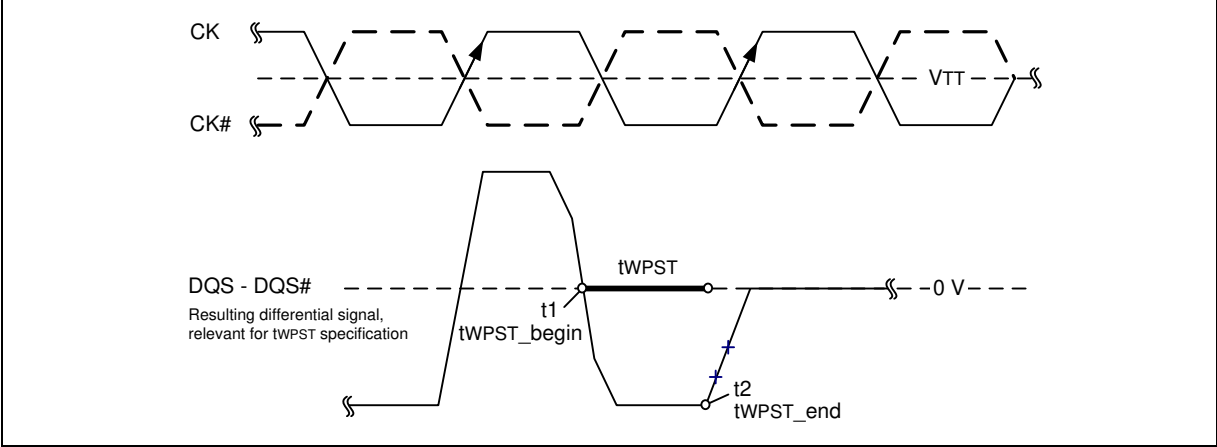 CK
VTT
CK#
tWPST
DQS - DQS#
0 V
Resulting differential signal,
relevant for tWPST specification
t1
tWPST_begin
t2
tWPST_end